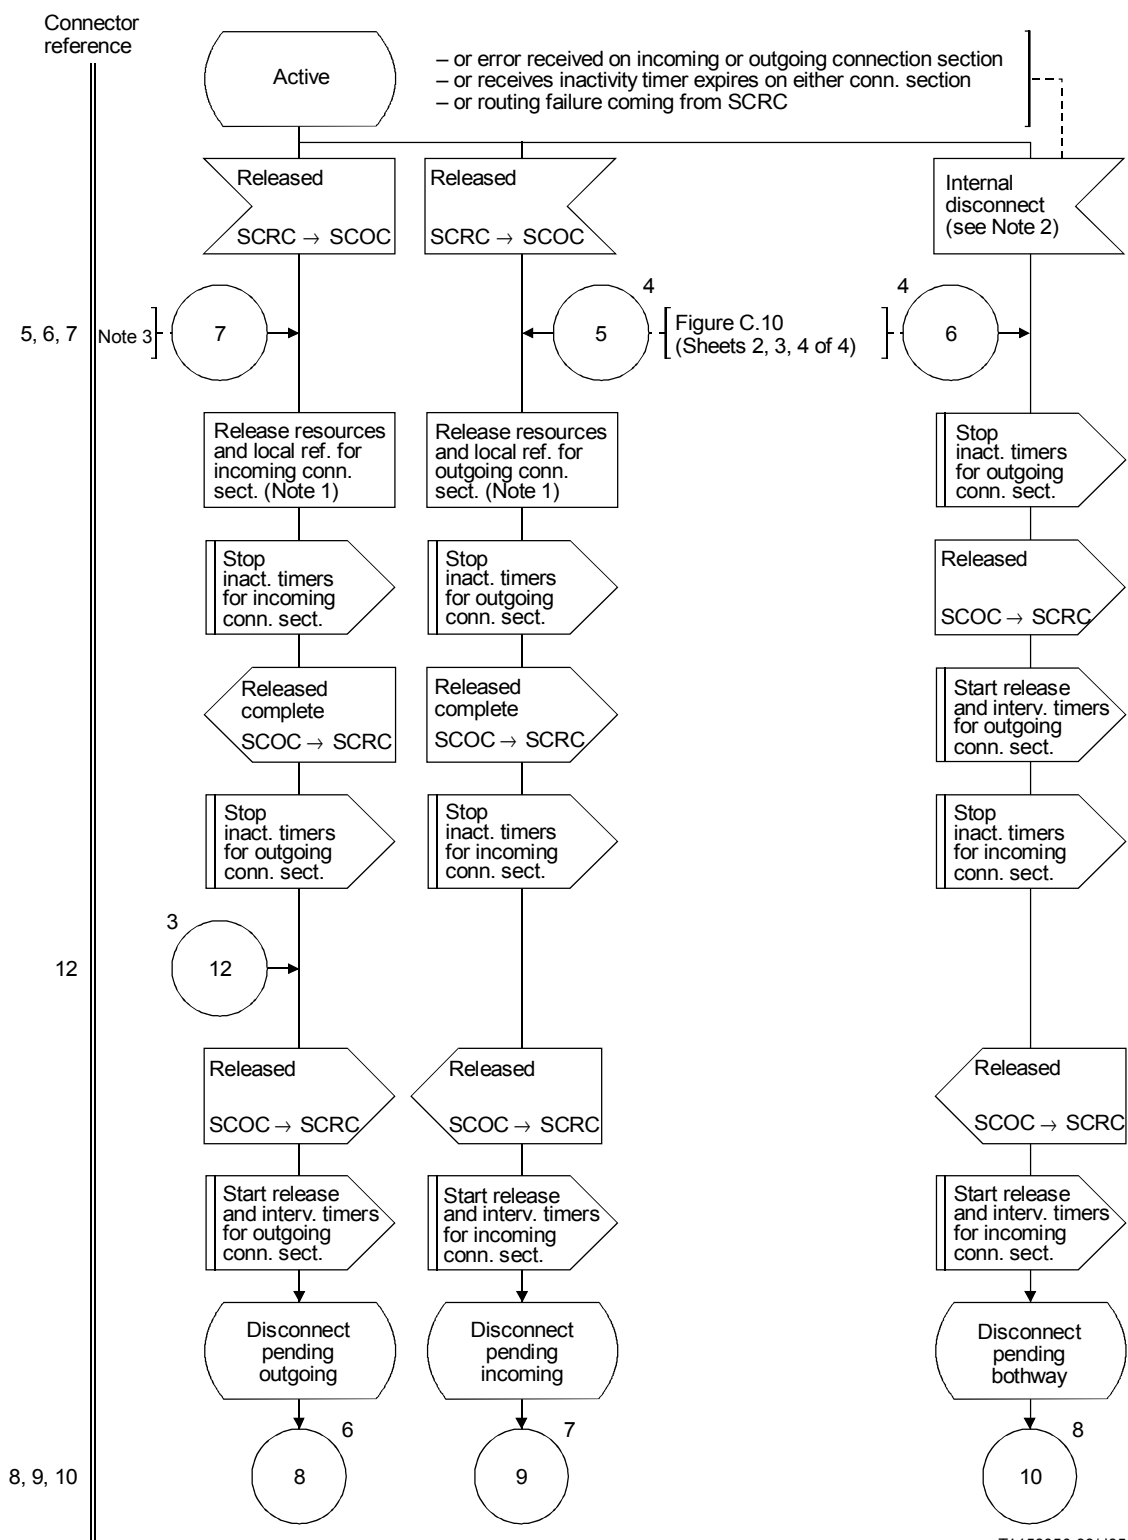 Connector
reference
Active
– or error received on incoming or outgoing connection section
– or receives inactivity timer expires on either conn. section
– or routing failure coming from SCRC
Released
SCRC → SCOC
Released
SCRC → SCOC
Internal
disconnect
(see Note 2)
5, 6, 7
Note 3
7
4
5
Figure C.10
(Sheets 2, 3, 4 of 4)
4
6
Release resources
and local ref. for
incoming conn.
sect. (Note 1)
Release resources
and local ref. for
outgoing conn.
sect. (Note 1)
Stop
inact. timers
for outgoing
conn. sect.
Stop
inact. timers
for incoming
conn. sect.
Stop
inact. timers
for outgoing
conn. sect.
Released
SCOC → SCRC
Released
complete
SCOC → SCRC
Released
complete
SCOC → SCRC
Start release
and interv. timers
for outgoing
conn. sect.
Stop
inact. timers
for outgoing
conn. sect.
Stop
inact. timers
for incoming
conn. sect.
Stop
inact. timers
for incoming
conn. sect.
12
3
12
Released
SCOC → SCRC
Released
SCOC → SCRC
Released
SCOC → SCRC
Start release
and interv. timers
for outgoing
conn. sect.
Start release
and interv. timers
for incoming
conn. sect.
Start release
and interv. timers
for incoming
conn. sect.
Disconnect
pending
outgoing
Disconnect
pending
incoming
Disconnect
pending
bothway
8, 9, 10
6
8
7
9
8
10